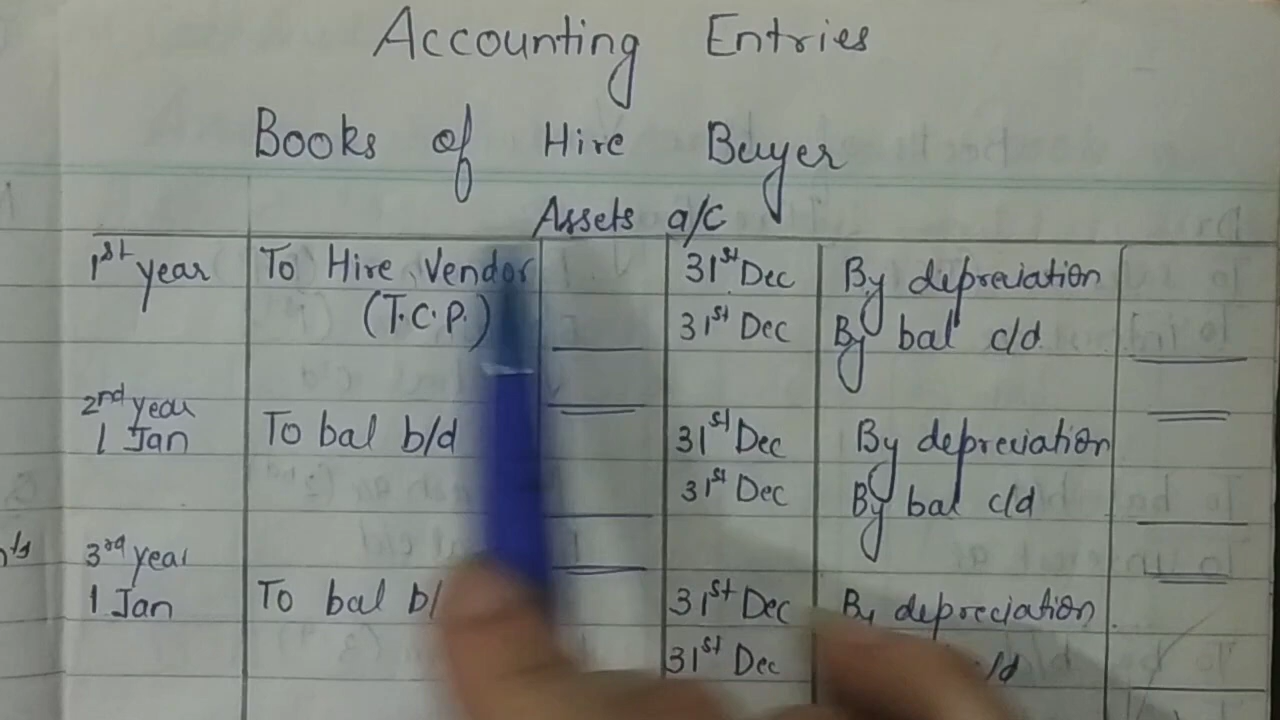 Accounting Entries
Books of Hire Buyer
Assets a/c
1st year To Hire Vendor 31st Dec By depreiation
(T.C.P.) 31st Dec By bal c/d
2nd year
1 Jan To bal b/d 31st Dec By depreciation
31st Dec By bal c/d
3rd year
1 Jan To bal b/ 31st Dec By depreciation
31st Dec /d